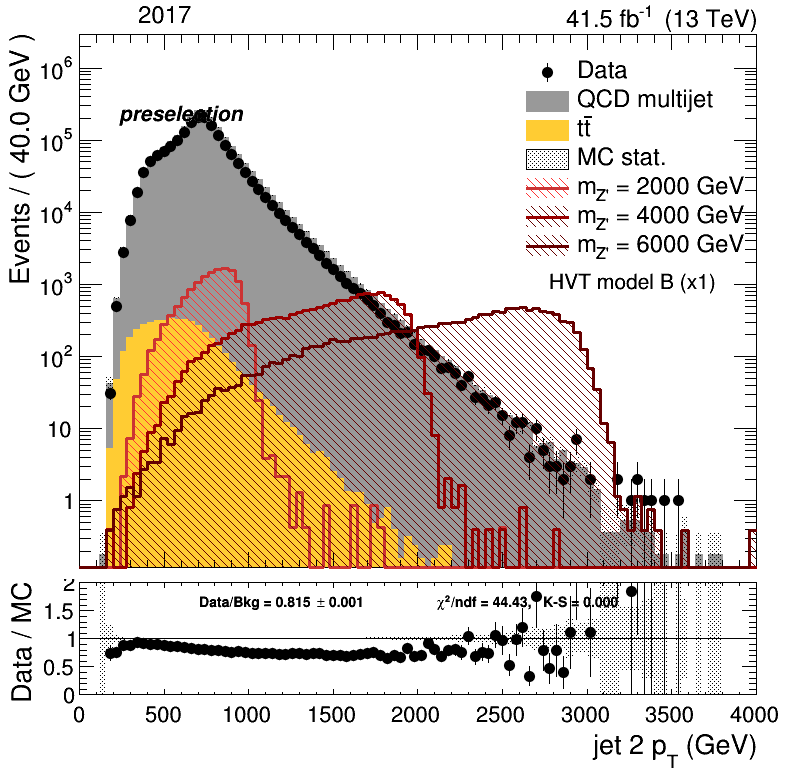 2017
41.5 fb⁻¹ (13 TeV)
Events / ( 40.0 GeV )
10⁶
10⁵
10⁴
10³
10²
10
1
preselection
Data
QCD multijet
tt̄
MC stat.
m_Z' = 2000 GeV
m_Z' = 4000 GeV
m_Z' = 6000 GeV
HVT model B (x1)
Data / MC
2
1.5
1
0.5
0
Data/Bkg = 0.815 ± 0.001
χ²/ndf = 44.43, K-S = 0.000
0 500 1000 1500 2000 2500 3000 3500 4000
jet 2 p_T (GeV)